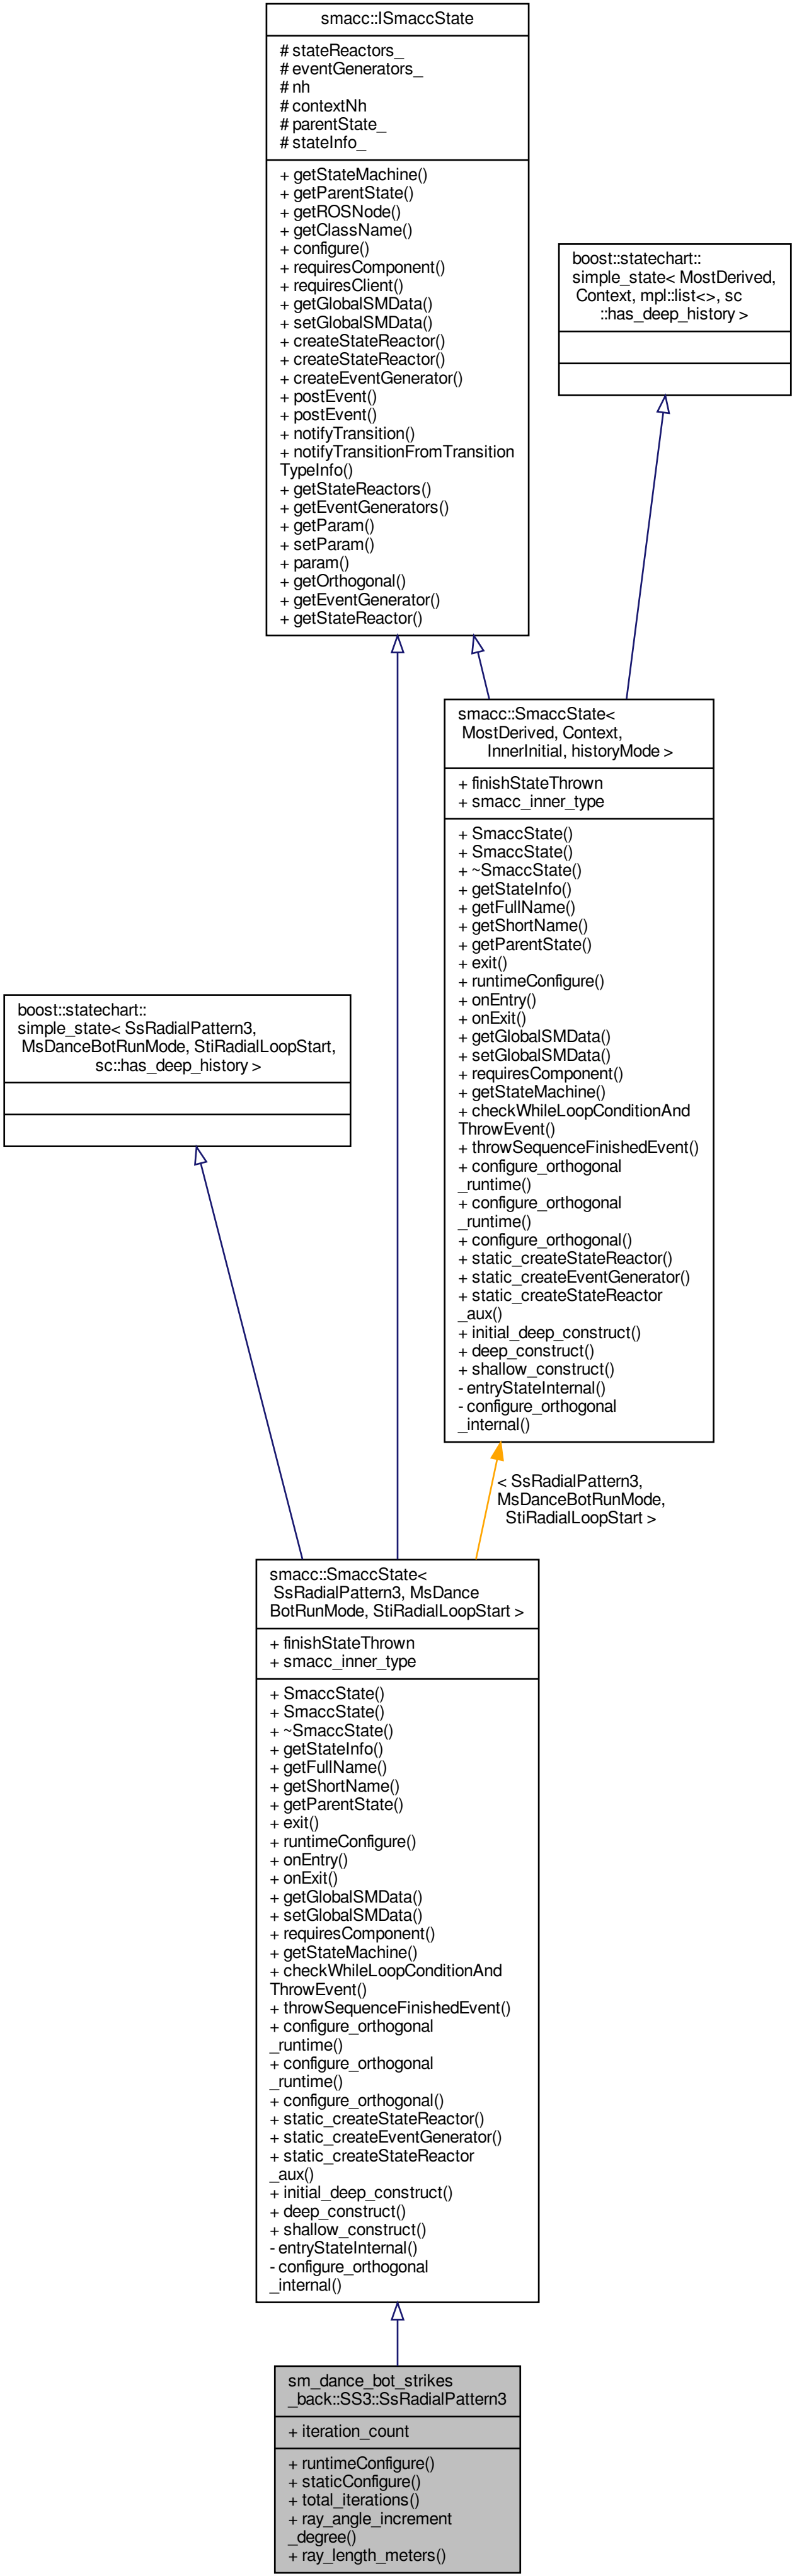 smacc::ISmaccState
# stateReactors_
# eventGenerators_
# nh
# contextNh
# parentState_
# stateInfo_
+ getStateMachine()
+ getParentState()
+ getROSNode()
+ getClassName()
+ configure()
+ requiresComponent()
+ requiresClient()
+ getGlobalSMData()
+ setGlobalSMData()
+ createStateReactor()
+ createStateReactor()
+ createEventGenerator()
+ postEvent()
+ postEvent()
+ notifyTransition()
+ notifyTransitionFromTransition
TypeInfo()
+ getStateReactors()
+ getEventGenerators()
+ getParam()
+ setParam()
+ param()
+ getOrthogonal()
+ getEventGenerator()
+ getStateReactor()
boost::statechart::
simple_state< MostDerived,
Context, mpl::list<>, sc
::has_deep_history >
smacc::SmaccState<
MostDerived, Context,
InnerInitial, historyMode >
+ finishStateThrown
+ smacc_inner_type
+ SmaccState()
+ SmaccState()
+ ~SmaccState()
+ getStateInfo()
+ getFullName()
+ getShortName()
+ getParentState()
+ exit()
+ runtimeConfigure()
+ onEntry()
+ onExit()
+ getGlobalSMData()
+ setGlobalSMData()
+ requiresComponent()
+ getStateMachine()
+ checkWhileLoopConditionAnd
ThrowEvent()
+ throwSequenceFinishedEvent()
+ configure_orthogonal
_runtime()
+ configure_orthogonal
_runtime()
+ configure_orthogonal()
+ static_createStateReactor()
+ static_createEventGenerator()
+ static_createStateReactor
_aux()
+ initial_deep_construct()
+ deep_construct()
+ shallow_construct()
- entryStateInternal()
- configure_orthogonal
_internal()
boost::statechart::
simple_state< SsRadialPattern3,
MsDanceBotRunMode, StiRadialLoopStart,
sc::has_deep_history >
< SsRadialPattern3,
MsDanceBotRunMode,
StiRadialLoopStart >
smacc::SmaccState<
SsRadialPattern3, MsDance
BotRunMode, StiRadialLoopStart >
+ finishStateThrown
+ smacc_inner_type
+ SmaccState()
+ SmaccState()
+ ~SmaccState()
+ getStateInfo()
+ getFullName()
+ getShortName()
+ getParentState()
+ exit()
+ runtimeConfigure()
+ onEntry()
+ onExit()
+ getGlobalSMData()
+ setGlobalSMData()
+ requiresComponent()
+ getStateMachine()
+ checkWhileLoopConditionAnd
ThrowEvent()
+ throwSequenceFinishedEvent()
+ configure_orthogonal
_runtime()
+ configure_orthogonal
_runtime()
+ configure_orthogonal()
+ static_createStateReactor()
+ static_createEventGenerator()
+ static_createStateReactor
_aux()
+ initial_deep_construct()
+ deep_construct()
+ shallow_construct()
- entryStateInternal()
- configure_orthogonal
_internal()
sm_dance_bot_strikes
_back::SS3::SsRadialPattern3
+ iteration_count
+ runtimeConfigure()
+ staticConfigure()
+ total_iterations()
+ ray_angle_increment
_degree()
+ ray_length_meters()